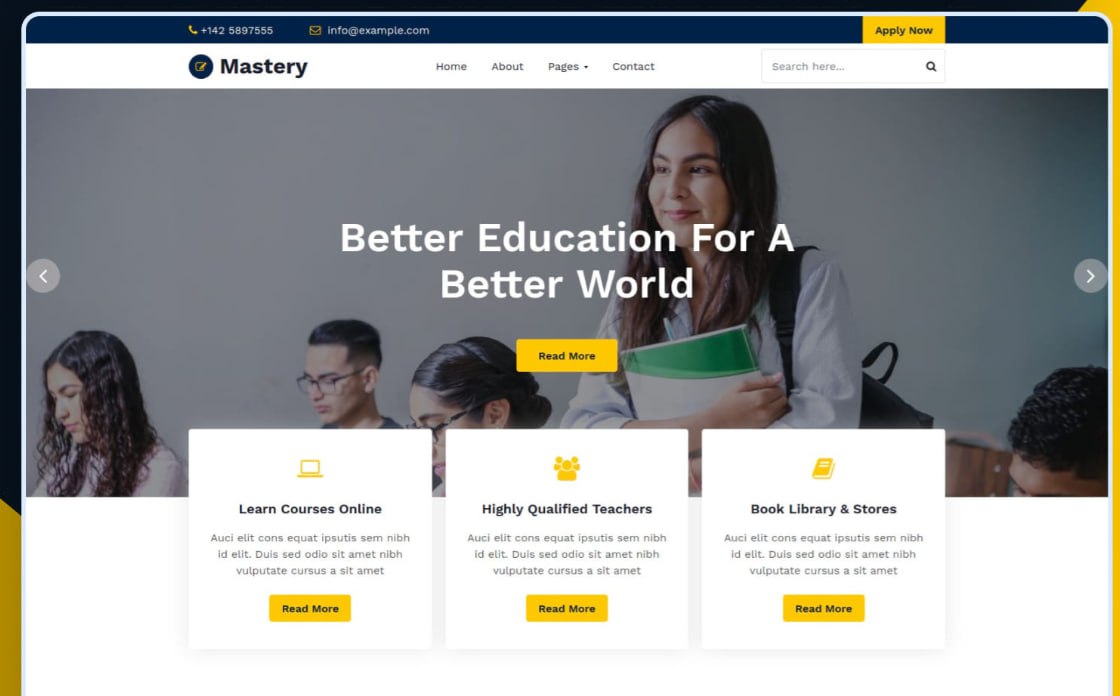 +142 5897555 info@example.com Apply Now
Mastery Home About Pages Contact Search here...
Better Education For A
Better World
Read More
Learn Courses Online
Auci elit cons equat ipsutis sem nibh
id elit. Duis sed odio sit amet nibh
vulputate cursus a sit amet
Read More
Highly Qualified Teachers
Auci elit cons equat ipsutis sem nibh
id elit. Duis sed odio sit amet nibh
vulputate cursus a sit amet
Read More
Book Library & Stores
Auci elit cons equat ipsutis sem nibh
id elit. Duis sed odio sit amet nibh
vulputate cursus a sit amet
Read More